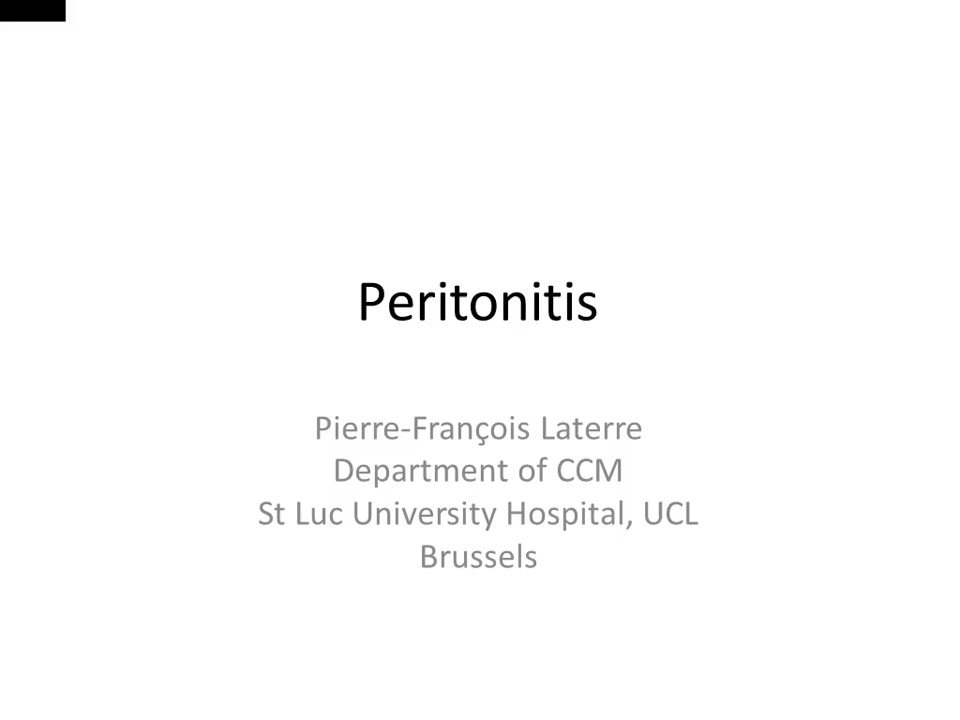 Peritonitis
Pierre-François Laterre
Department of CCM
St Luc University Hospital, UCL
Brussels